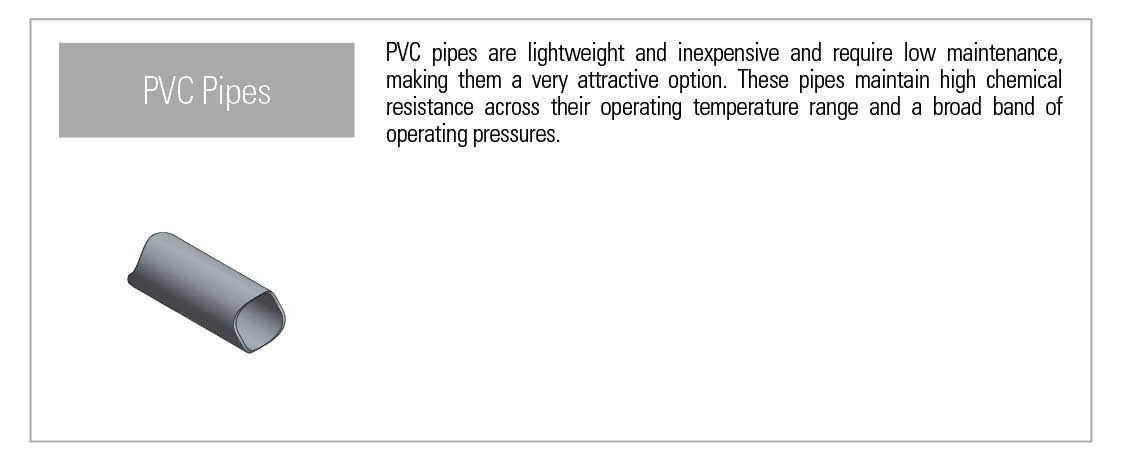 PVC Pipes
PVC pipes are lightweight and inexpensive and require low maintenance,
making them a very attractive option. These pipes maintain high chemical
resistance across their operating temperature range and a broad band of
operating pressures.